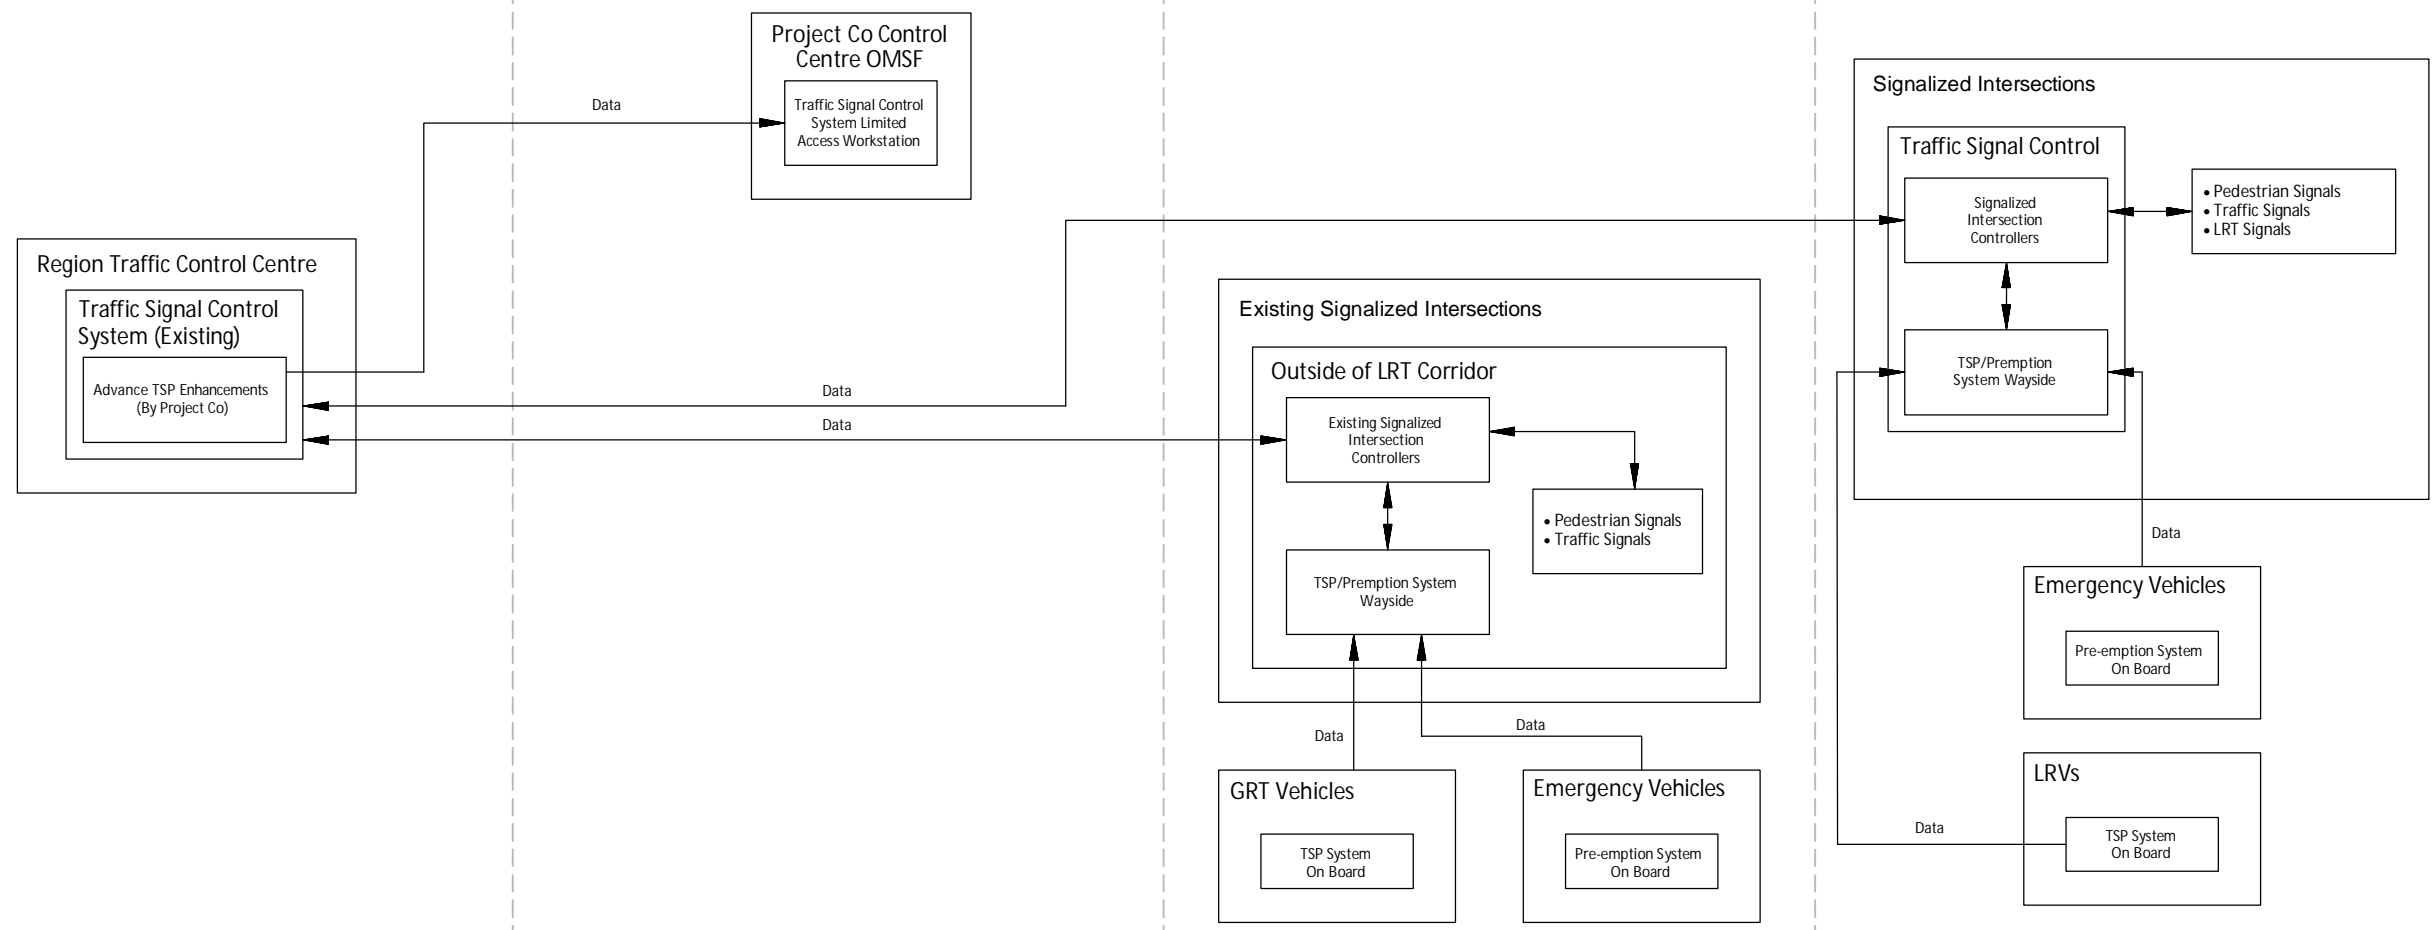 Project Co Control
Centre OMSF
Traffic Signal Control
System Limited
Access Workstation
Data
Region Traffic Control Centre
Traffic Signal Control
System (Existing)
Advance TSP Enhancements
(By Project Co)
Data
Data
Existing Signalized Intersections
Outside of LRT Corridor
Existing Signalized
Intersection
Controllers
• Pedestrian Signals
• Traffic Signals
TSP/Premption System
Wayside
Data
Data
GRT Vehicles
TSP System
On Board
Emergency Vehicles
Pre-emption System
On Board
Signalized Intersections
Traffic Signal Control
Signalized
Intersection
Controllers
• Pedestrian Signals
• Traffic Signals
• LRT Signals
TSP/Premption
System Wayside
Data
Emergency Vehicles
Pre-emption System
On Board
LRVs
Data
TSP System
On Board